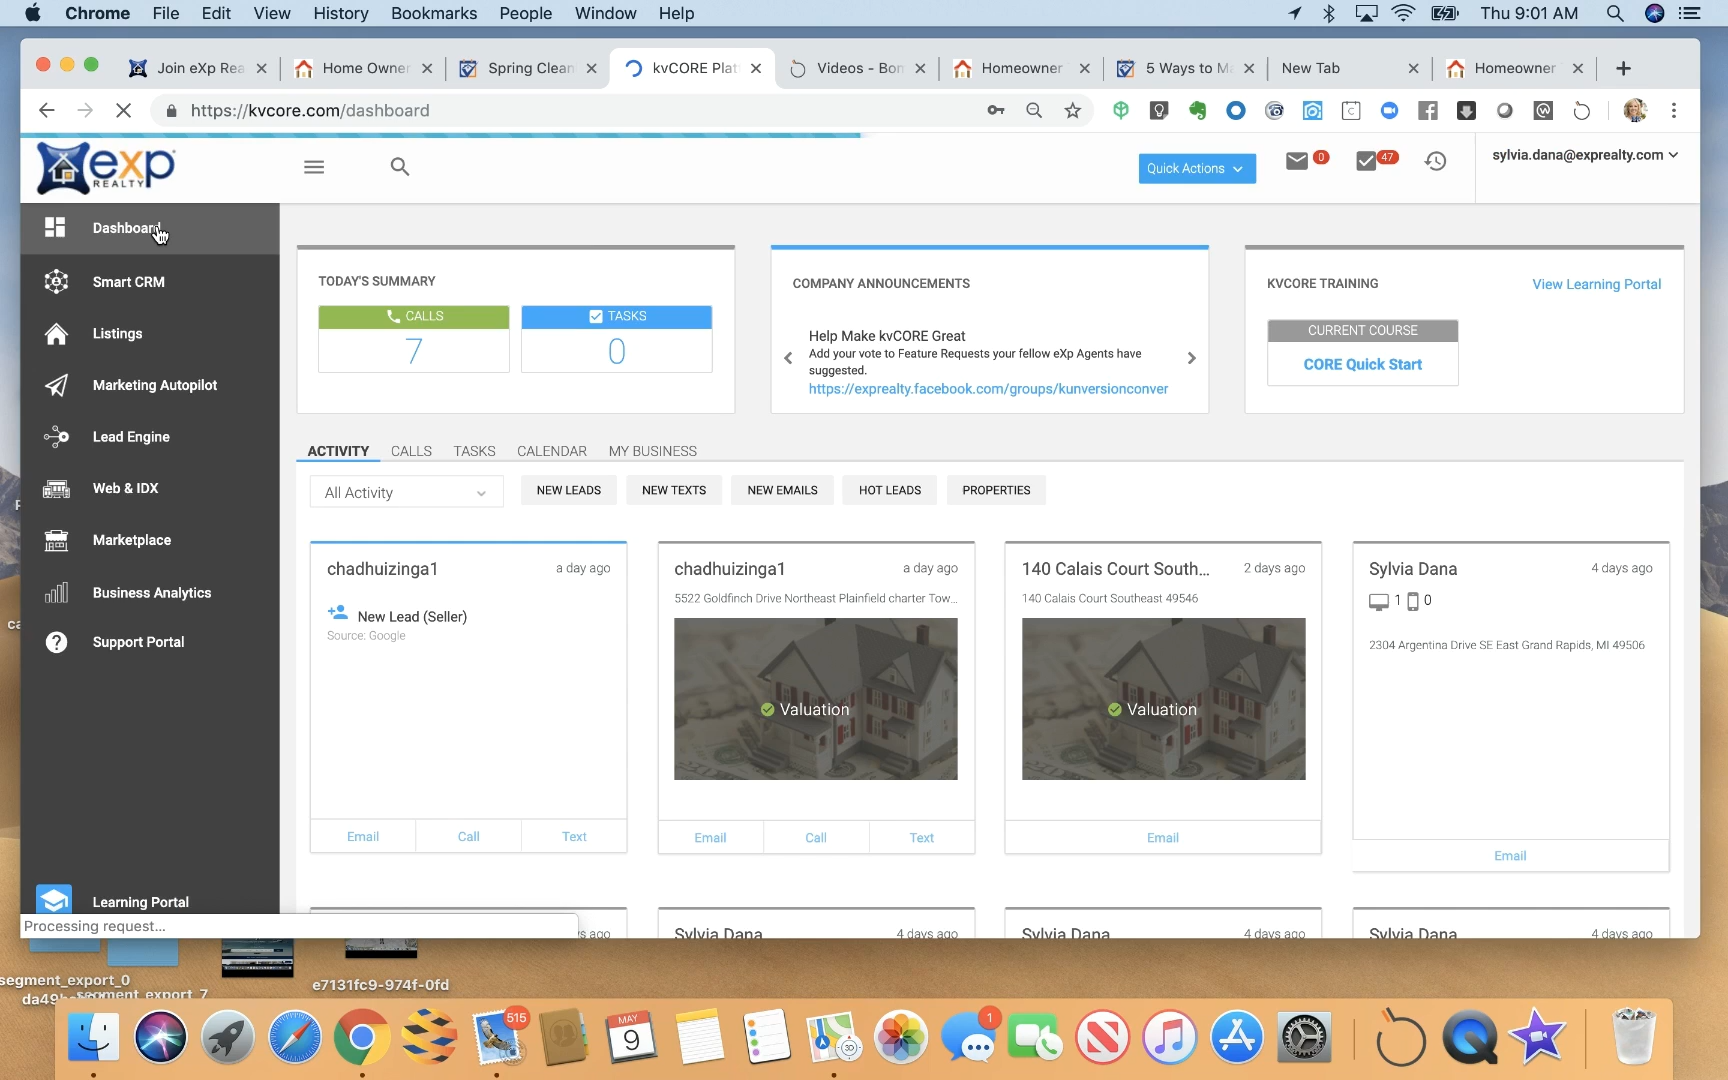 Chrome File Edit View History Bookmarks People Window Help
Thu 9:01 AM
Join eXp Rea
Home Owner
Spring Clean
kvCORE Plat
Videos - Bon
Homeowner
5 Ways to M
New Tab
Homeowner
https://kvcore.com/dashboard
exp
REALTY
Quick Actions
0
47
sylvia.dana@exprealty.com
Dashboard
Smart CRM
Listings
Marketing Autopilot
Lead Engine
Web & IDX
Marketplace
Business Analytics
Support Portal
Learning Portal
Processing request...
TODAY'S SUMMARY
CALLS
7
TASKS
0
COMPANY ANNOUNCEMENTS
Help Make kvCORE Great
Add your vote to Feature Requests your fellow eXp Agents have
suggested.
https://exprealty.facebook.com/groups/kunversionconver
KVCORE TRAINING
View Learning Portal
CURRENT COURSE
CORE Quick Start
ACTIVITY CALLS TASKS CALENDAR MY BUSINESS
All Activity
NEW LEADS
NEW TEXTS
NEW EMAILS
HOT LEADS
PROPERTIES
chadhuizinga1
a day ago
New Lead (Seller)
Source: Google
Email Call Text
chadhuizinga1
a day ago
5522 Goldfinch Drive Northeast Plainfield charter Tow...
Valuation
Email Call Text
140 Calais Court South...
2 days ago
140 Calais Court Southeast 49546
Valuation
Email
Sylvia Dana
4 days ago
1 0
2304 Argentina Drive SE East Grand Rapids, MI 49506
Email
ys ago
Sylvia Dana
4 days ago
Sylvia Dana
4 days ago
Sylvia Dana
4 days ago
segment_export_0
segment_export_7
e7131fc9-974f-0fd
515
MAY
9
3D
1